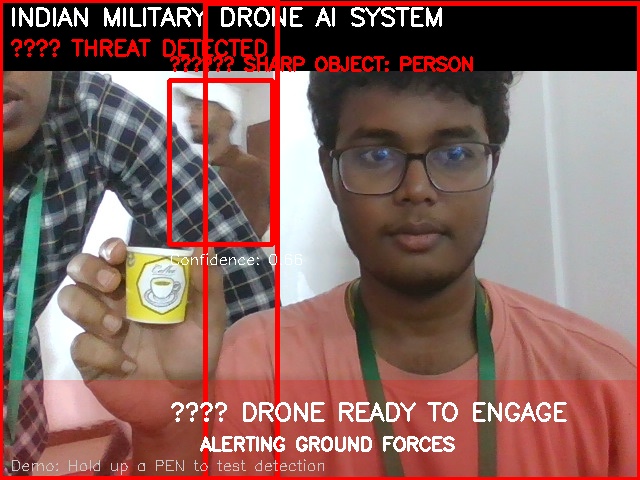 INDIAN MILITARY DRONE AI SYSTEM
???? THREAT DETECTED
?????? SHARP OBJECT: PERSON
Confidence: 0.68
Coffee
???? DRONE READY TO ENGAGE
ALERTING GROUND FORCES
Demo: Hold up a PEN to test detection